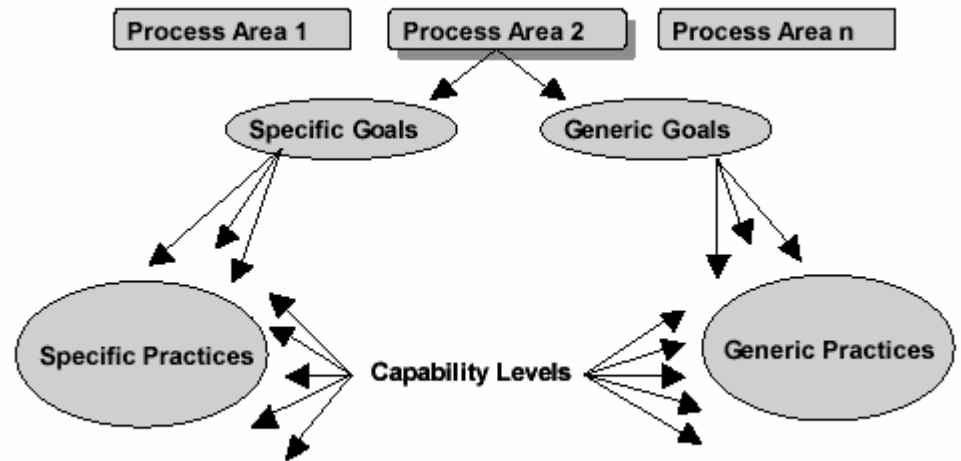 Process Area 1
Process Area 2
Process Area n
Specific Goals
Generic Goals
Specific Practices
Capability Levels
Generic Practices